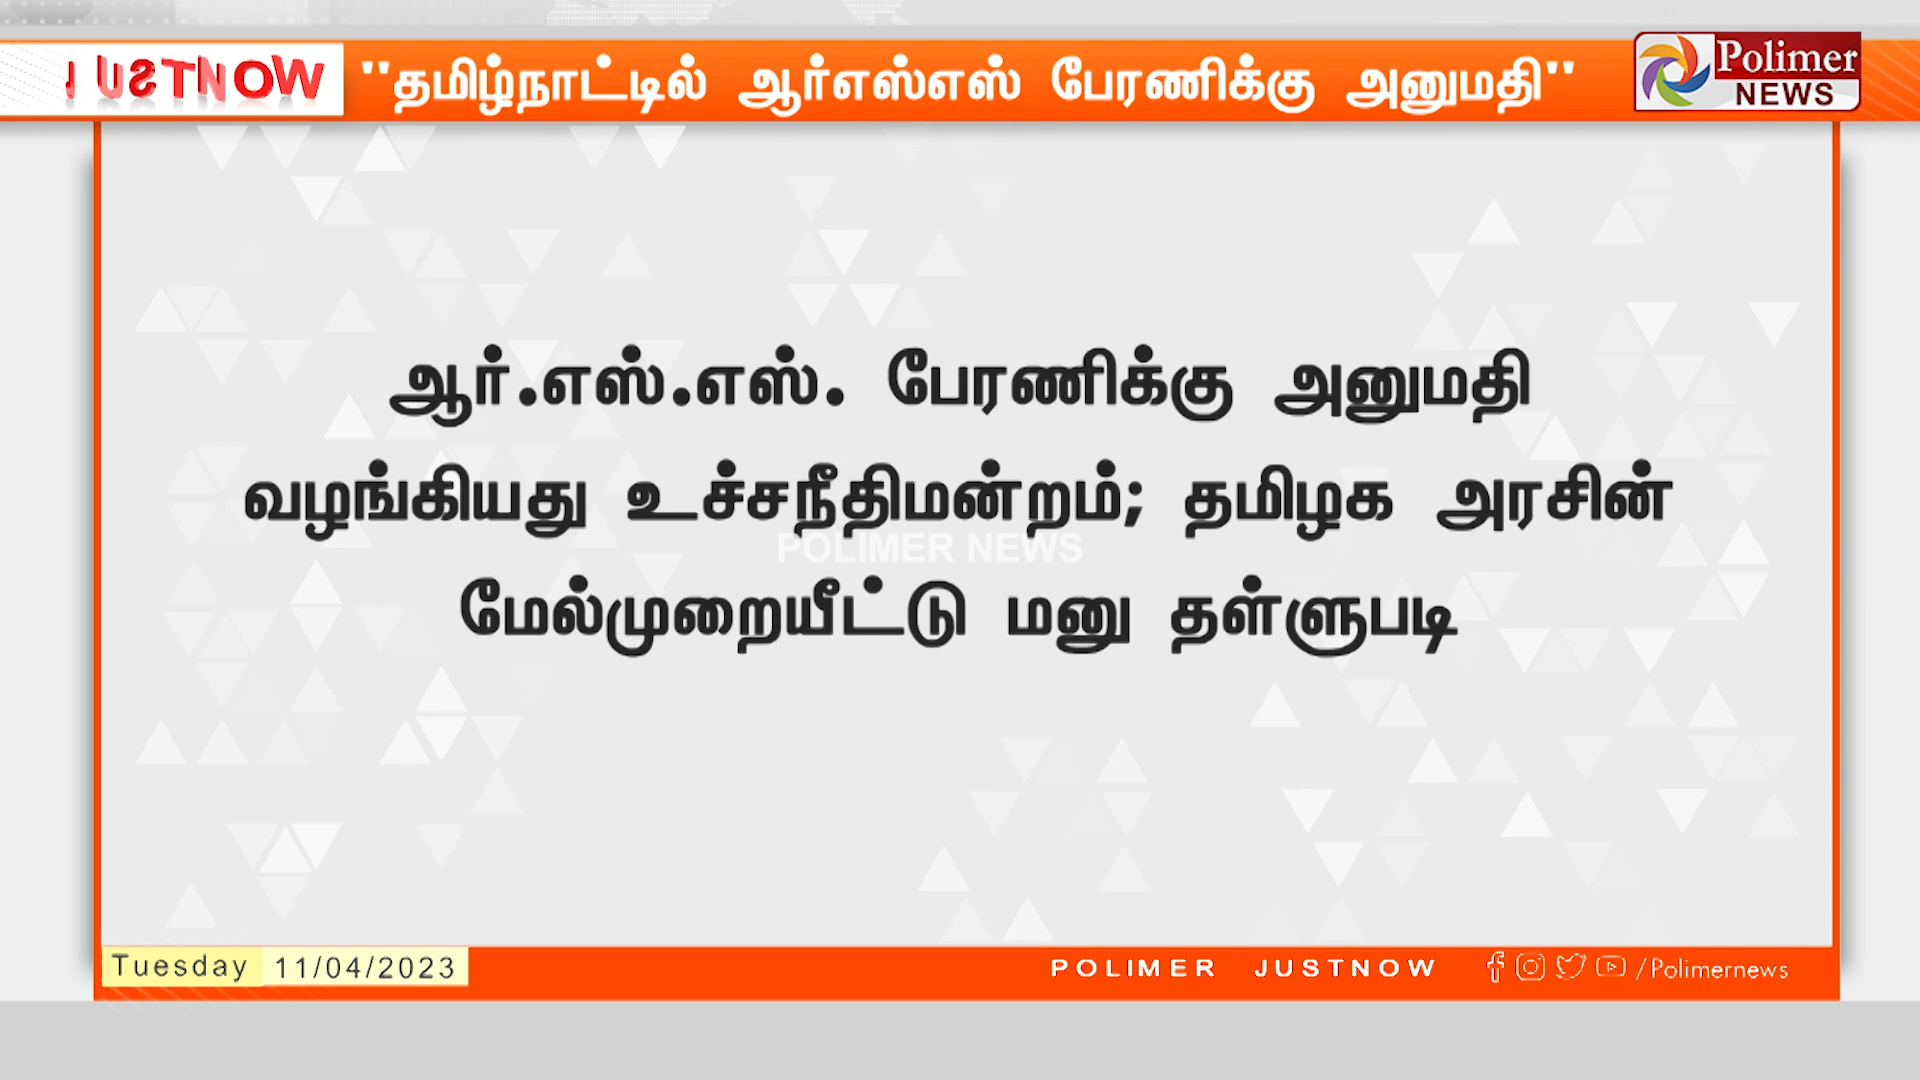 JUSTNOW "தமிழ்நாட்டில் ஆர்எஸ்எஸ் பேரணிக்கு அனுமதி" Polimer NEWS
ஆர்.எஸ்.எஸ். பேரணிக்கு அனுமதி
வழங்கியது உச்சநீதிமன்றம்; தமிழக அரசின்
POLIMER NEWS
மேல்முறையீட்டு மனு தள்ளுபடி
Tuesday 11/04/2023 POLIMER JUSTNOW /Polimernews